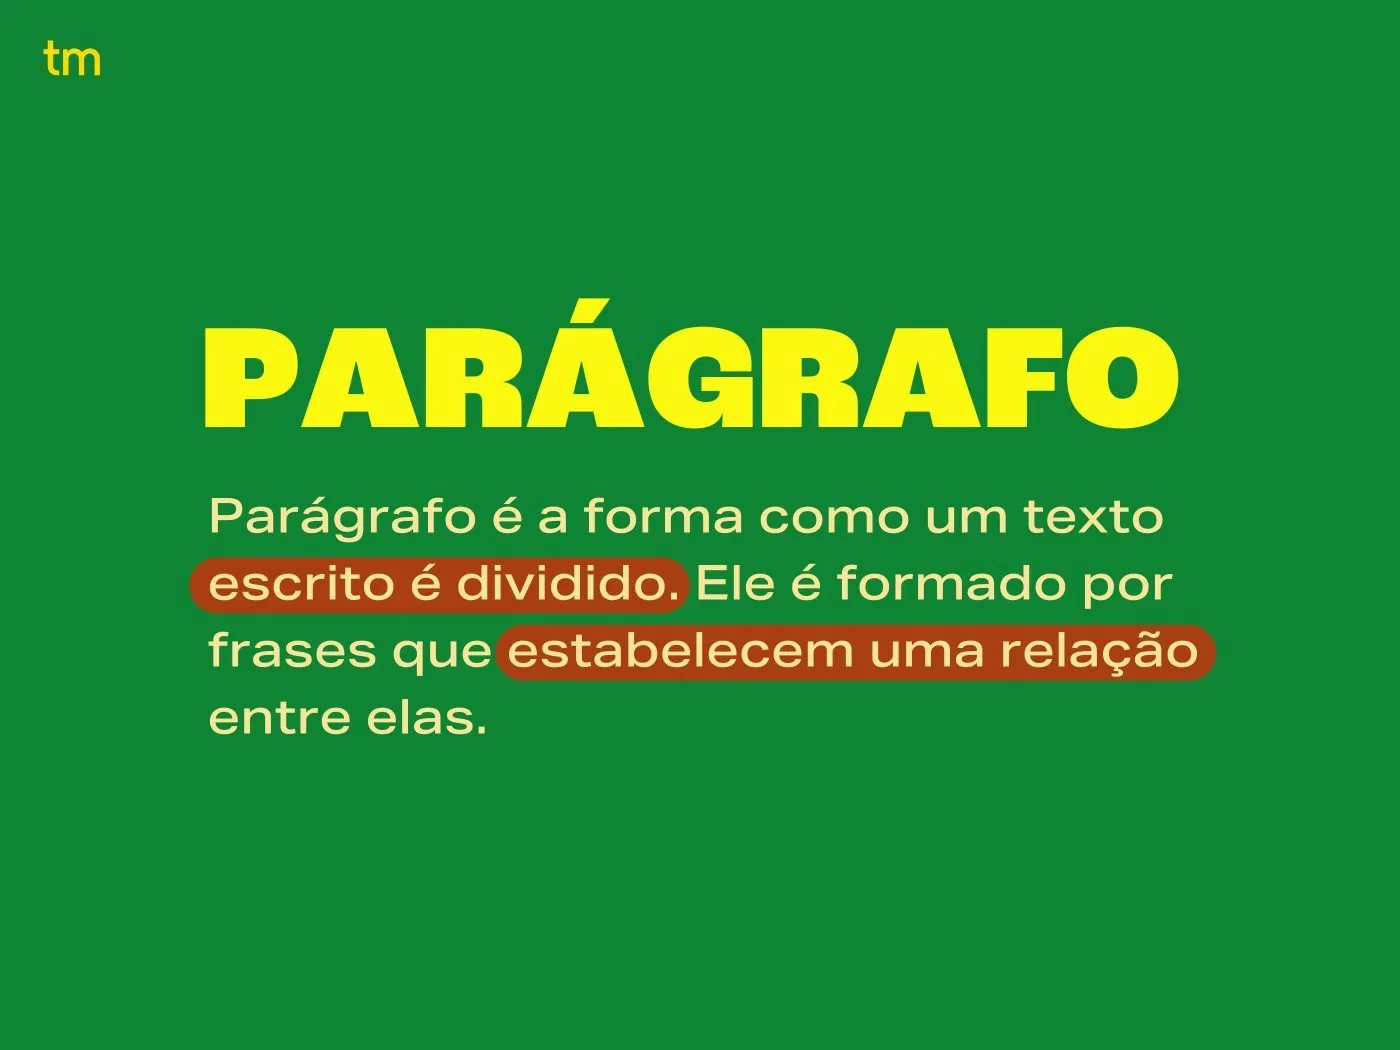 tm
PARÁGRAFO
Parágrafo é a forma como um texto
escrito é dividido. Ele é formado por
frases que estabelecem uma relação
entre elas.